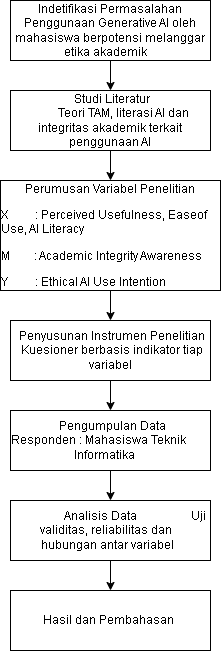 Indetifikasi Permasalahan
Penggunaan Generative AI oleh
mahasiswa berpotensi melanggar
etika akademik
Studi Literatur
Teori TAM, literasi AI dan
integritas akademik terkait
penggunaan AI
Perumusan Variabel Penelitian
X : Perceived Usefulness, Easeof
Use, AI Literacy
M : Academic Integrity Awareness
Y : Ethical AI Use Intention
Penyusunan Instrumen Penelitian
Kuesioner berbasis indikator tiap
variabel
Pengumpulan Data
Responden : Mahasiswa Teknik
Informatika
Analisis Data Uji
validitas, reliabilitas dan
hubungan antar variabel
Hasil dan Pembahasan